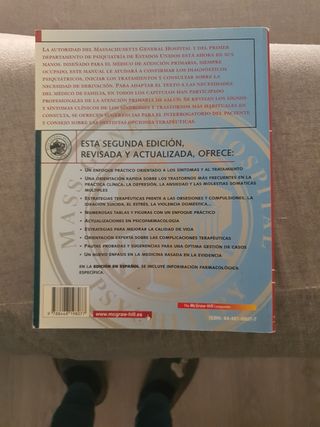 LA AUTORIDAD DEL MASSACHUSETTS GENERAL HOSPITAL Y DEL PRIMER
DEPARTAMENTO DE PSIQUIATRÍA DE ESTADOS UNIDOS ESTÁ AHORA EN SUS
MANOS. DISEÑADO PARA EL MÉDICO DE ATENCIÓN PRIMARIA, SIEMPRE
OCUPADO, ESTE MANUAL LE AYUDARÁ A CONFIRMAR LOS DIAGNÓSTICOS
PSIQUIÁTRICOS, INICIAR LOS TRATAMIENTOS Y CONSULTAR SOBRE LA
NECESIDAD DE DERIVACIÓN. PARA ADAPTAR EL TEXTO A LAS NECESIDADES
DEL MÉDICO DE FAMILIA, EN TODOS LOS CAPÍTULOS HAN PARTICIPADO
PROFESIONALES DE LA ATENCIÓN PRIMARIA DE SALUD. SE REVISAN LOS SIGNOS
Y SÍNTOMAS CLÍNICOS DE LOS SÍNDROMES Y TRASTORNOS MÁS HABITUALES EN
CONSULTA, SE OFRECEN SUGERENCIAS PARA EL INTERROGATORIO DEL PACIENTE
Y CONSEJO SOBRE LAS DISTINTAS OPCIONES TERAPÉUTICAS.
ESTA SEGUNDA EDICIÓN,
REVISADA Y ACTUALIZADA, OFRECE:
• UN ENFOQUE PRÁCTICO ORIENTADO A LOS SÍNTOMAS Y AL TRATAMIENTO
• UNA ORIENTACIÓN RÁPIDA SOBRE LOS TRASTORNOS MÁS FRECUENTES EN LA
PRÁCTICA CLÍNICA, LA DEPRESIÓN, LA ANSIEDAD Y LAS MOLESTIAS SOMÁTICAS
MÚLTIPLES
• ESTRATEGIAS TERAPÉUTICAS FRENTE A LAS OBSESIONES Y COMPULSIONES, LA
IDEACIÓN SUICIDA, EL ESTRÉS, LA VIOLENCIA DOMÉSTICA...
• NUMEROSAS TABLAS Y FIGURAS CON UN ENFOQUE PRÁCTICO
• ACTUALIZACIONES EN PSICOFARMACOLOGÍA
• ESTRATEGIAS PARA MEJORAR LA CALIDAD DE VIDA
• ORIENTACIÓN EXPERTA SOBRE LAS COMPLICACIONES TERAPÉUTICAS
• PAUTAS PROBADAS Y SUGERENCIAS PARA UNA ÓPTIMA GESTIÓN DE CASOS
• UN NUEVO ÉNFASIS EN LA MEDICINA BASADA EN LA EVIDENCIA
EN LA EDICIÓN EN ESPAÑOL SE INCLUYE INFORMACIÓN FARMACOLÓGICA
ESPECÍFICA.
www.mcgraw-hill.es
The McGraw-Hill Companies